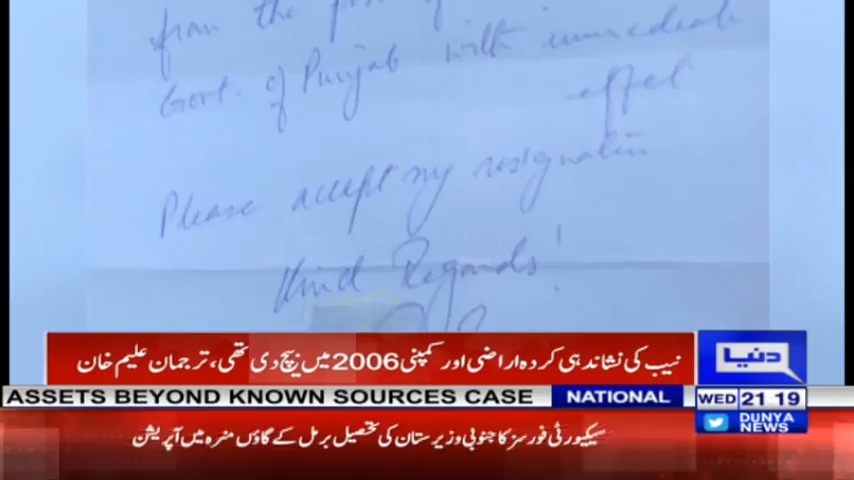 from the
Govt. of Punjab with immediate
effect
Please accept my resignation
Kind Regards!
نیب کی نشاندہی کردہ اراضی اور کمپنی 2006 میں بیچ دی تھی، ترجمان علیم خان
دنیا
ASSETS BEYOND KNOWN SOURCES CASE
NATIONAL
WED 21 19
DUNYA NEWS
سیکیورٹی فورسز کا جنوبی وزیرستان کی تحصیل برمل کے گاؤں منرہ میں آپریشن